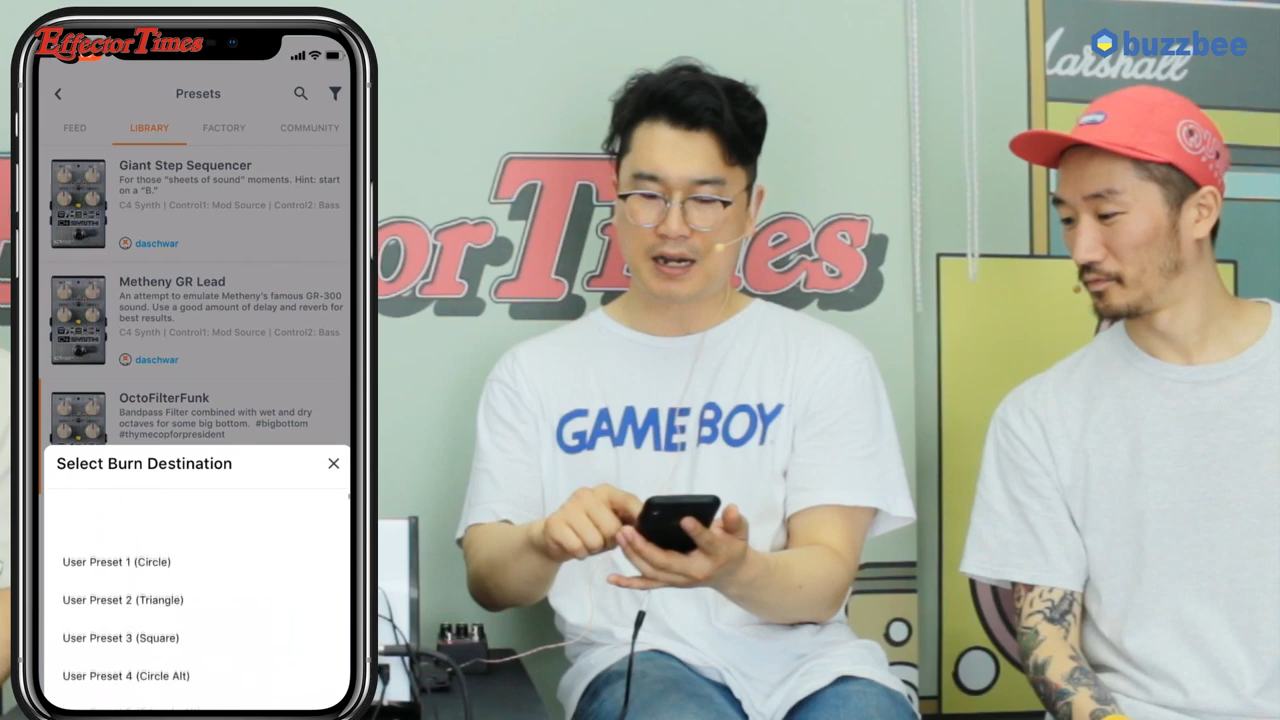 Effector Times
Presets
FEED
LIBRARY
FACTORY
COMMUNITY
Giant Step Sequencer
For those "sheets of sound" moments. Hint: start
on a "B."
C4 Synth | Control1: Mod Source | Control2: Bass
daschwar
Metheny GR Lead
An attempt to emulate Metheny's famous GR-300
sound. Use a good amount of delay and reverb for
best results.
C4 Synth | Control1: Mod Source | Control2: Bass
daschwar
OctoFilterFunk
Bandpass Filter combined with wet and dry
octaves for some big bottom. #bigbottom
#thymecopforpresident
Select Burn Destination
User Preset 1 (Circle)
User Preset 2 (Triangle)
User Preset 3 (Square)
User Preset 4 (Circle Alt)
or Times
GAME BOY
buzzbee
Marshall